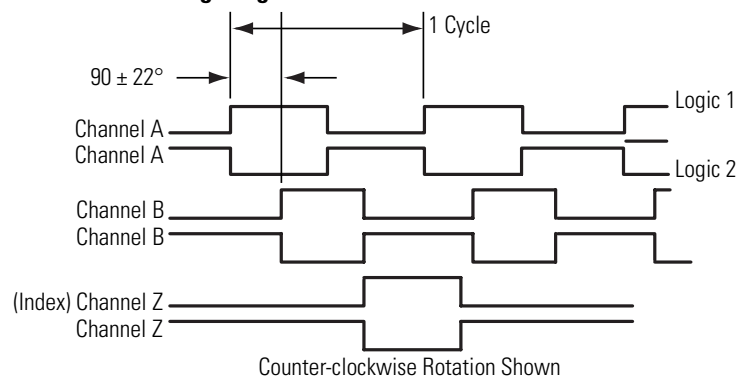 1 Cycle
90 ± 22°
Logic 1
Channel A
Channel A
Logic 2
Channel B
Channel B
(Index) Channel Z
Channel Z
Counter-clockwise Rotation Shown